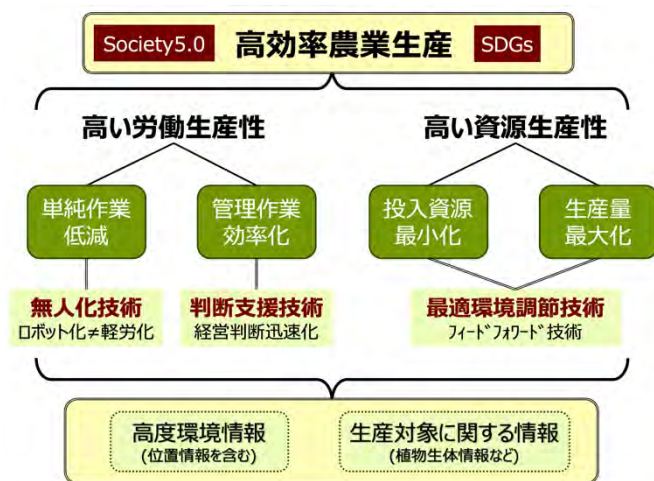 Society5.0 高効率農業生産 SDGs
高い労働生産性 高い資源生産性
単純作業
低減
管理作業
効率化
投入資源
最小化
生産量
最大化
無人化技術
ロボット化≠軽労化
判断支援技術
経営判断迅速化
最適環境調節技術
フィードフォワード技術
高度環境情報
(位置情報を含む)
生産対象に関する情報
(植物生体情報など)